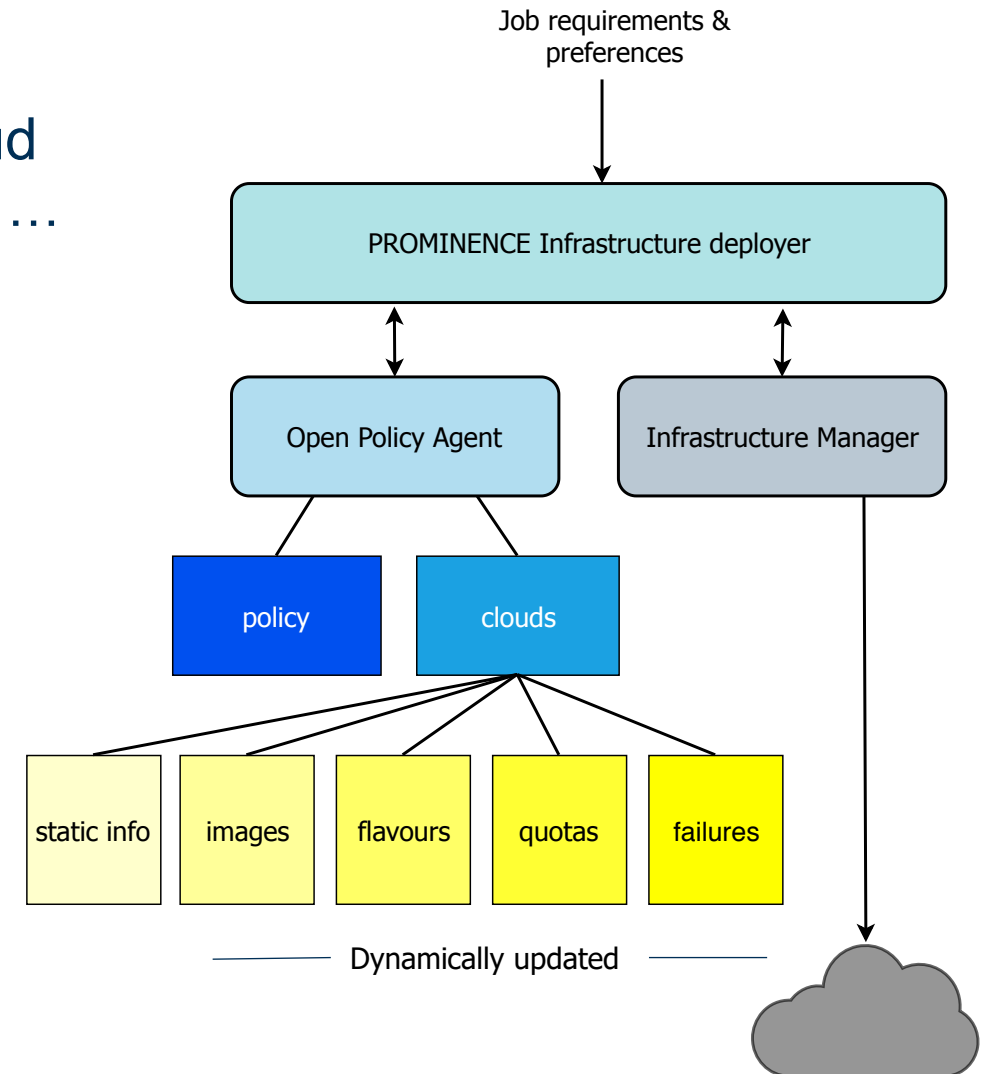 Job requirements &
preferences
…
PROMINENCE Infrastructure deployer
Open Policy Agent
Infrastructure Manager
policy
clouds
static info
images
flavours
quotas
failures
Dynamically updated